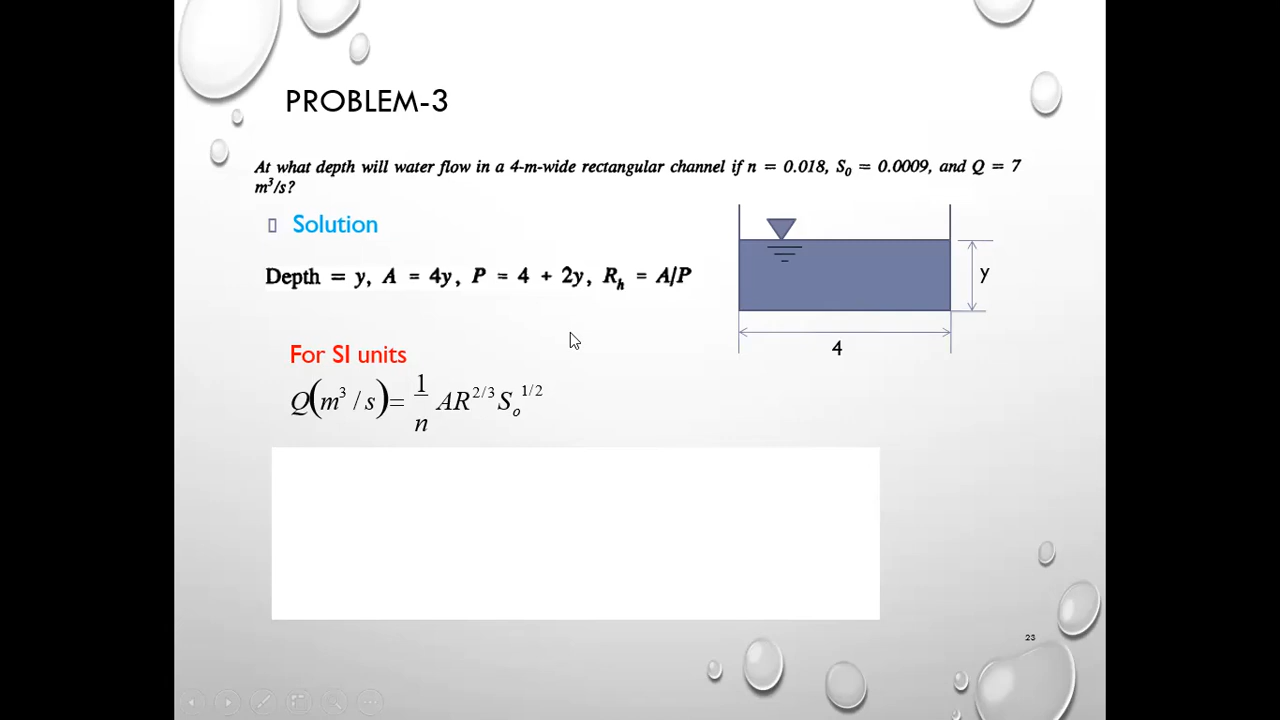 PROBLEM-3
At what depth will water flow in a 4-m-wide rectangular channel if n = 0.018, S₀ = 0.0009, and Q = 7
m³/s?
Solution
Depth = y, A = 4y, P = 4 + 2y, Rₕ = A/P
y
4
For SI units
Q(m³/s)= 1/n AR^2/3 Sₒ^1/2
23